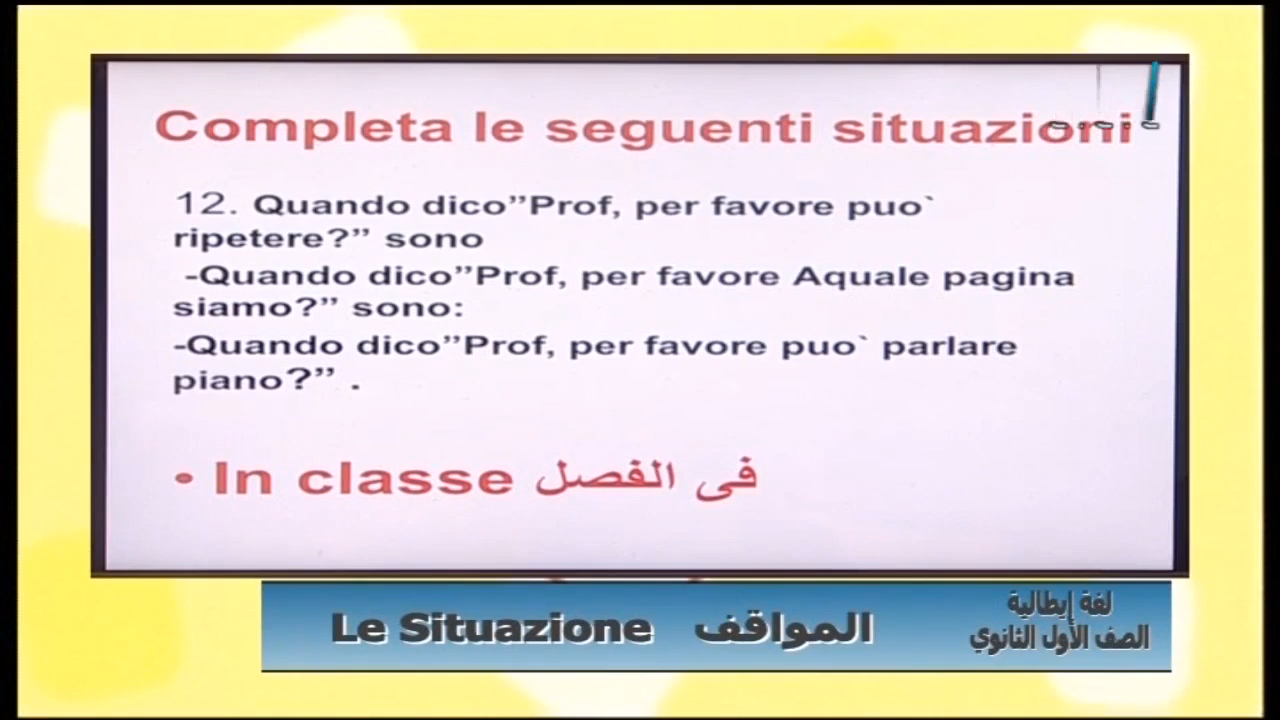 Completa le seguenti situazioni
12. Quando dico”Prof, per favore puo`
ripetere?” sono
-Quando dico”Prof, per favore Aquale pagina
siamo?” sono:
-Quando dico”Prof, per favore puo` parlare
piano?” .
• In classe فى الفصل
Le Situazione المواقف
لغة إيطالية
الصف الأول الثانوي